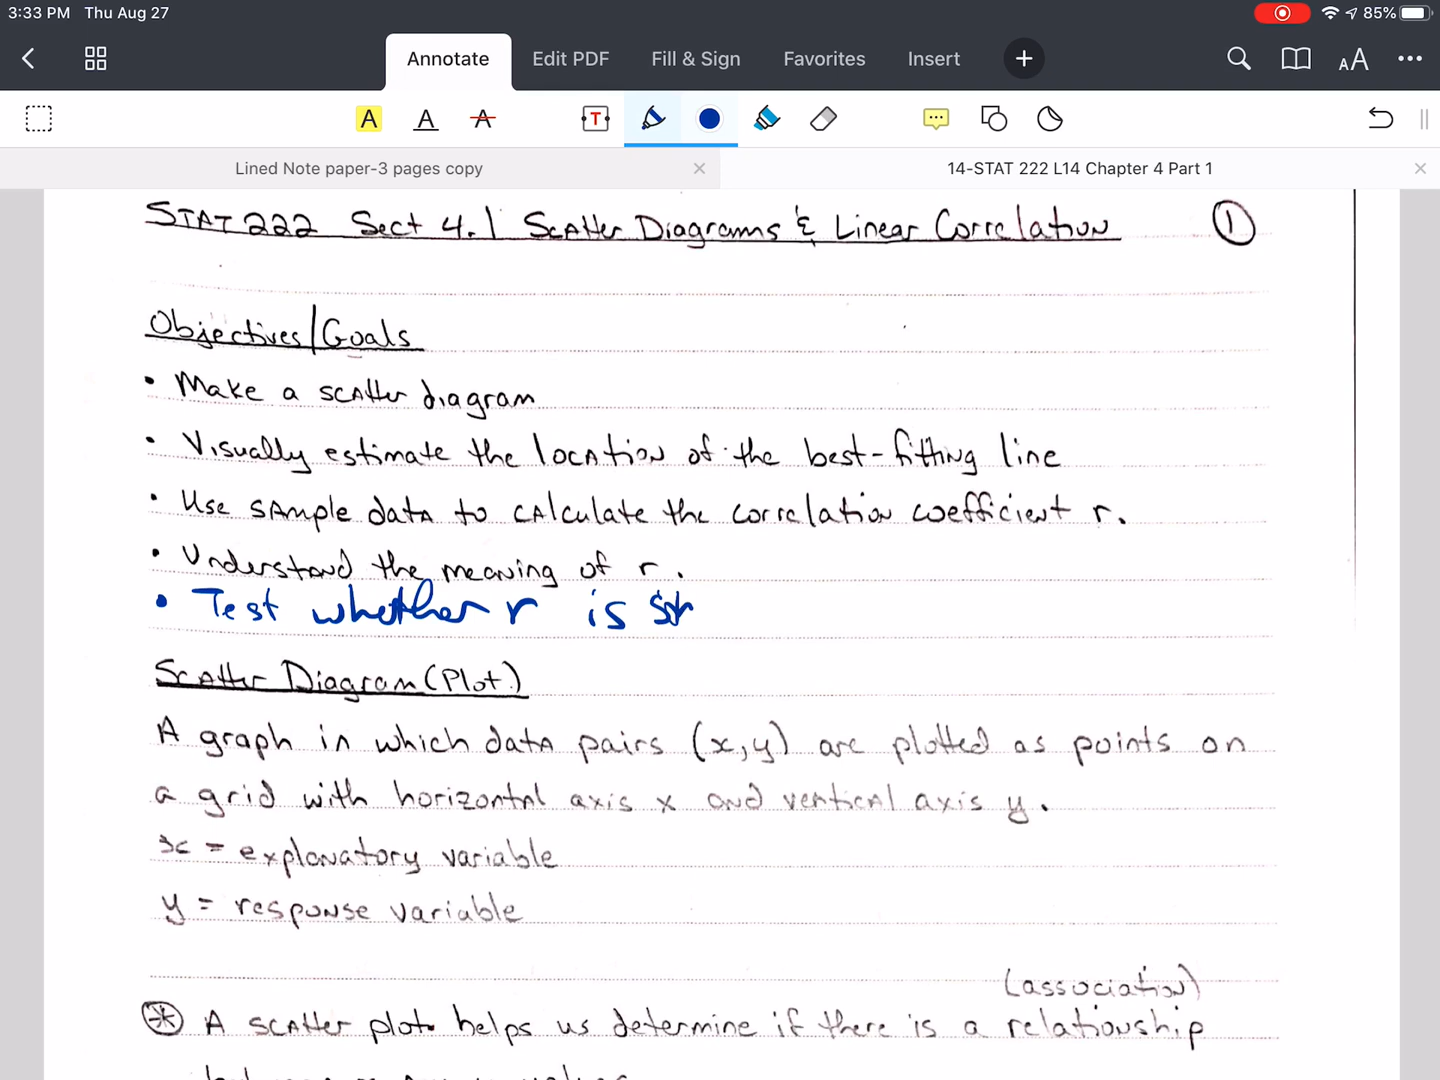 3:33 PM Thu Aug 27
85%
Annotate Edit PDF Fill & Sign Favorites Insert
AA
A A A T
Lined Note paper-3 pages copy
14-STAT 222 L14 Chapter 4 Part 1
STAT 222 Sect 4.1 Scatter Diagrams & Linear Correlation ①
Objectives/Goals
• Make a scatter diagram
• Visually estimate the location of the best-fitting line
• Use sample data to calculate the correlation coefficient r.
• Understand the meaning of r.
• Test whether r is
Scatter Diagram (Plot)
A graph in which data pairs (x,y) are plotted as points on
a grid with horizontal axis x and vertical axis y.
x = explanatory variable
y = response variable
(association)
* A scatter plot helps us determine if there is a relationship